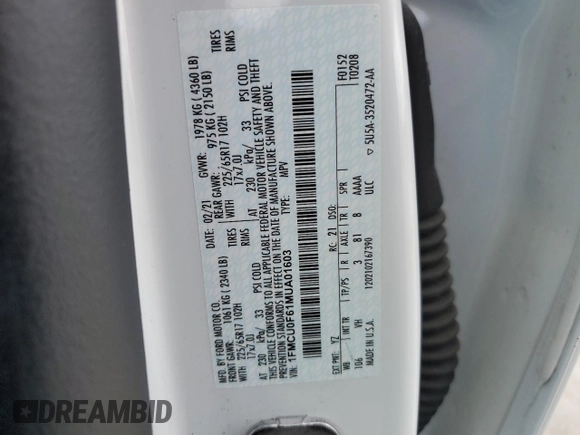 MFD. BY FORD MOTOR CO.
DATE: 02/21
GVWR: 1978 KG ( 4360 LB)
FRONT GAWR: 1061 KG ( 2340 LB)
REAR GAWR: 975 KG ( 2150 LB)
WITH 225/65R17 102H TIRES
WITH 225/65R17 102H TIRES
17x7.0J RIMS
17x7.0J RIMS
AT 230 kPa/ 33 PSI COLD
AT 230 kPa/ 33 PSI COLD
THIS VEHICLE CONFORMS TO ALL APPLICABLE FEDERAL MOTOR VEHICLE SAFETY AND THEFT
PREVENTION STANDARDS IN EFFECT ON THE DATE OF MANUFACTURE SHOWN ABOVE.
VIN: 1FMCU0F61MUA01603
TYPE: MPV
F0152
T0208
EXT PNT: YZ RC: 21 DSO:
WB INT TR TP/PS R AXLE TR SPR
106 VH 3 81 8 AAAA
ULC
MADE IN U.S.A.
1202102167390
5U5A-3520472-AA
DREAMBID